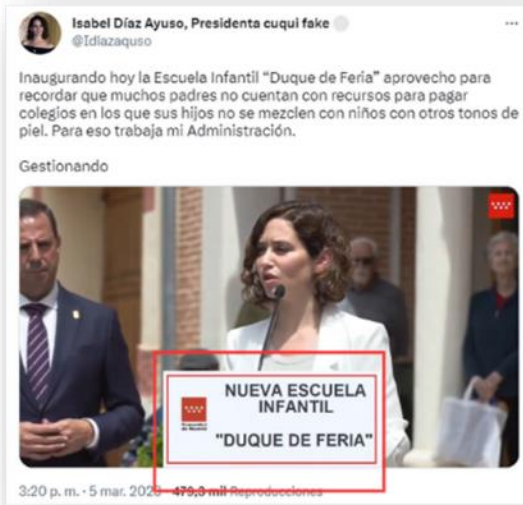 Isabel Díaz Ayuso, Presidenta cuqui fake
@Idlazaquso
Inaugurando hoy la Escuela Infantil “Duque de Feria” aprovecho para
recordar que muchos padres no cuentan con recursos para pagar
colegios en los que sus hijos no se mezclen con niños con otros tonos de
piel. Para eso trabaja mi Administración.
Gestionando
NUEVA ESCUELA
INFANTIL
"DUQUE DE FERIA"
3:20 p. m. · 5 mar. 2023 · 479,3 mil Reproducciones